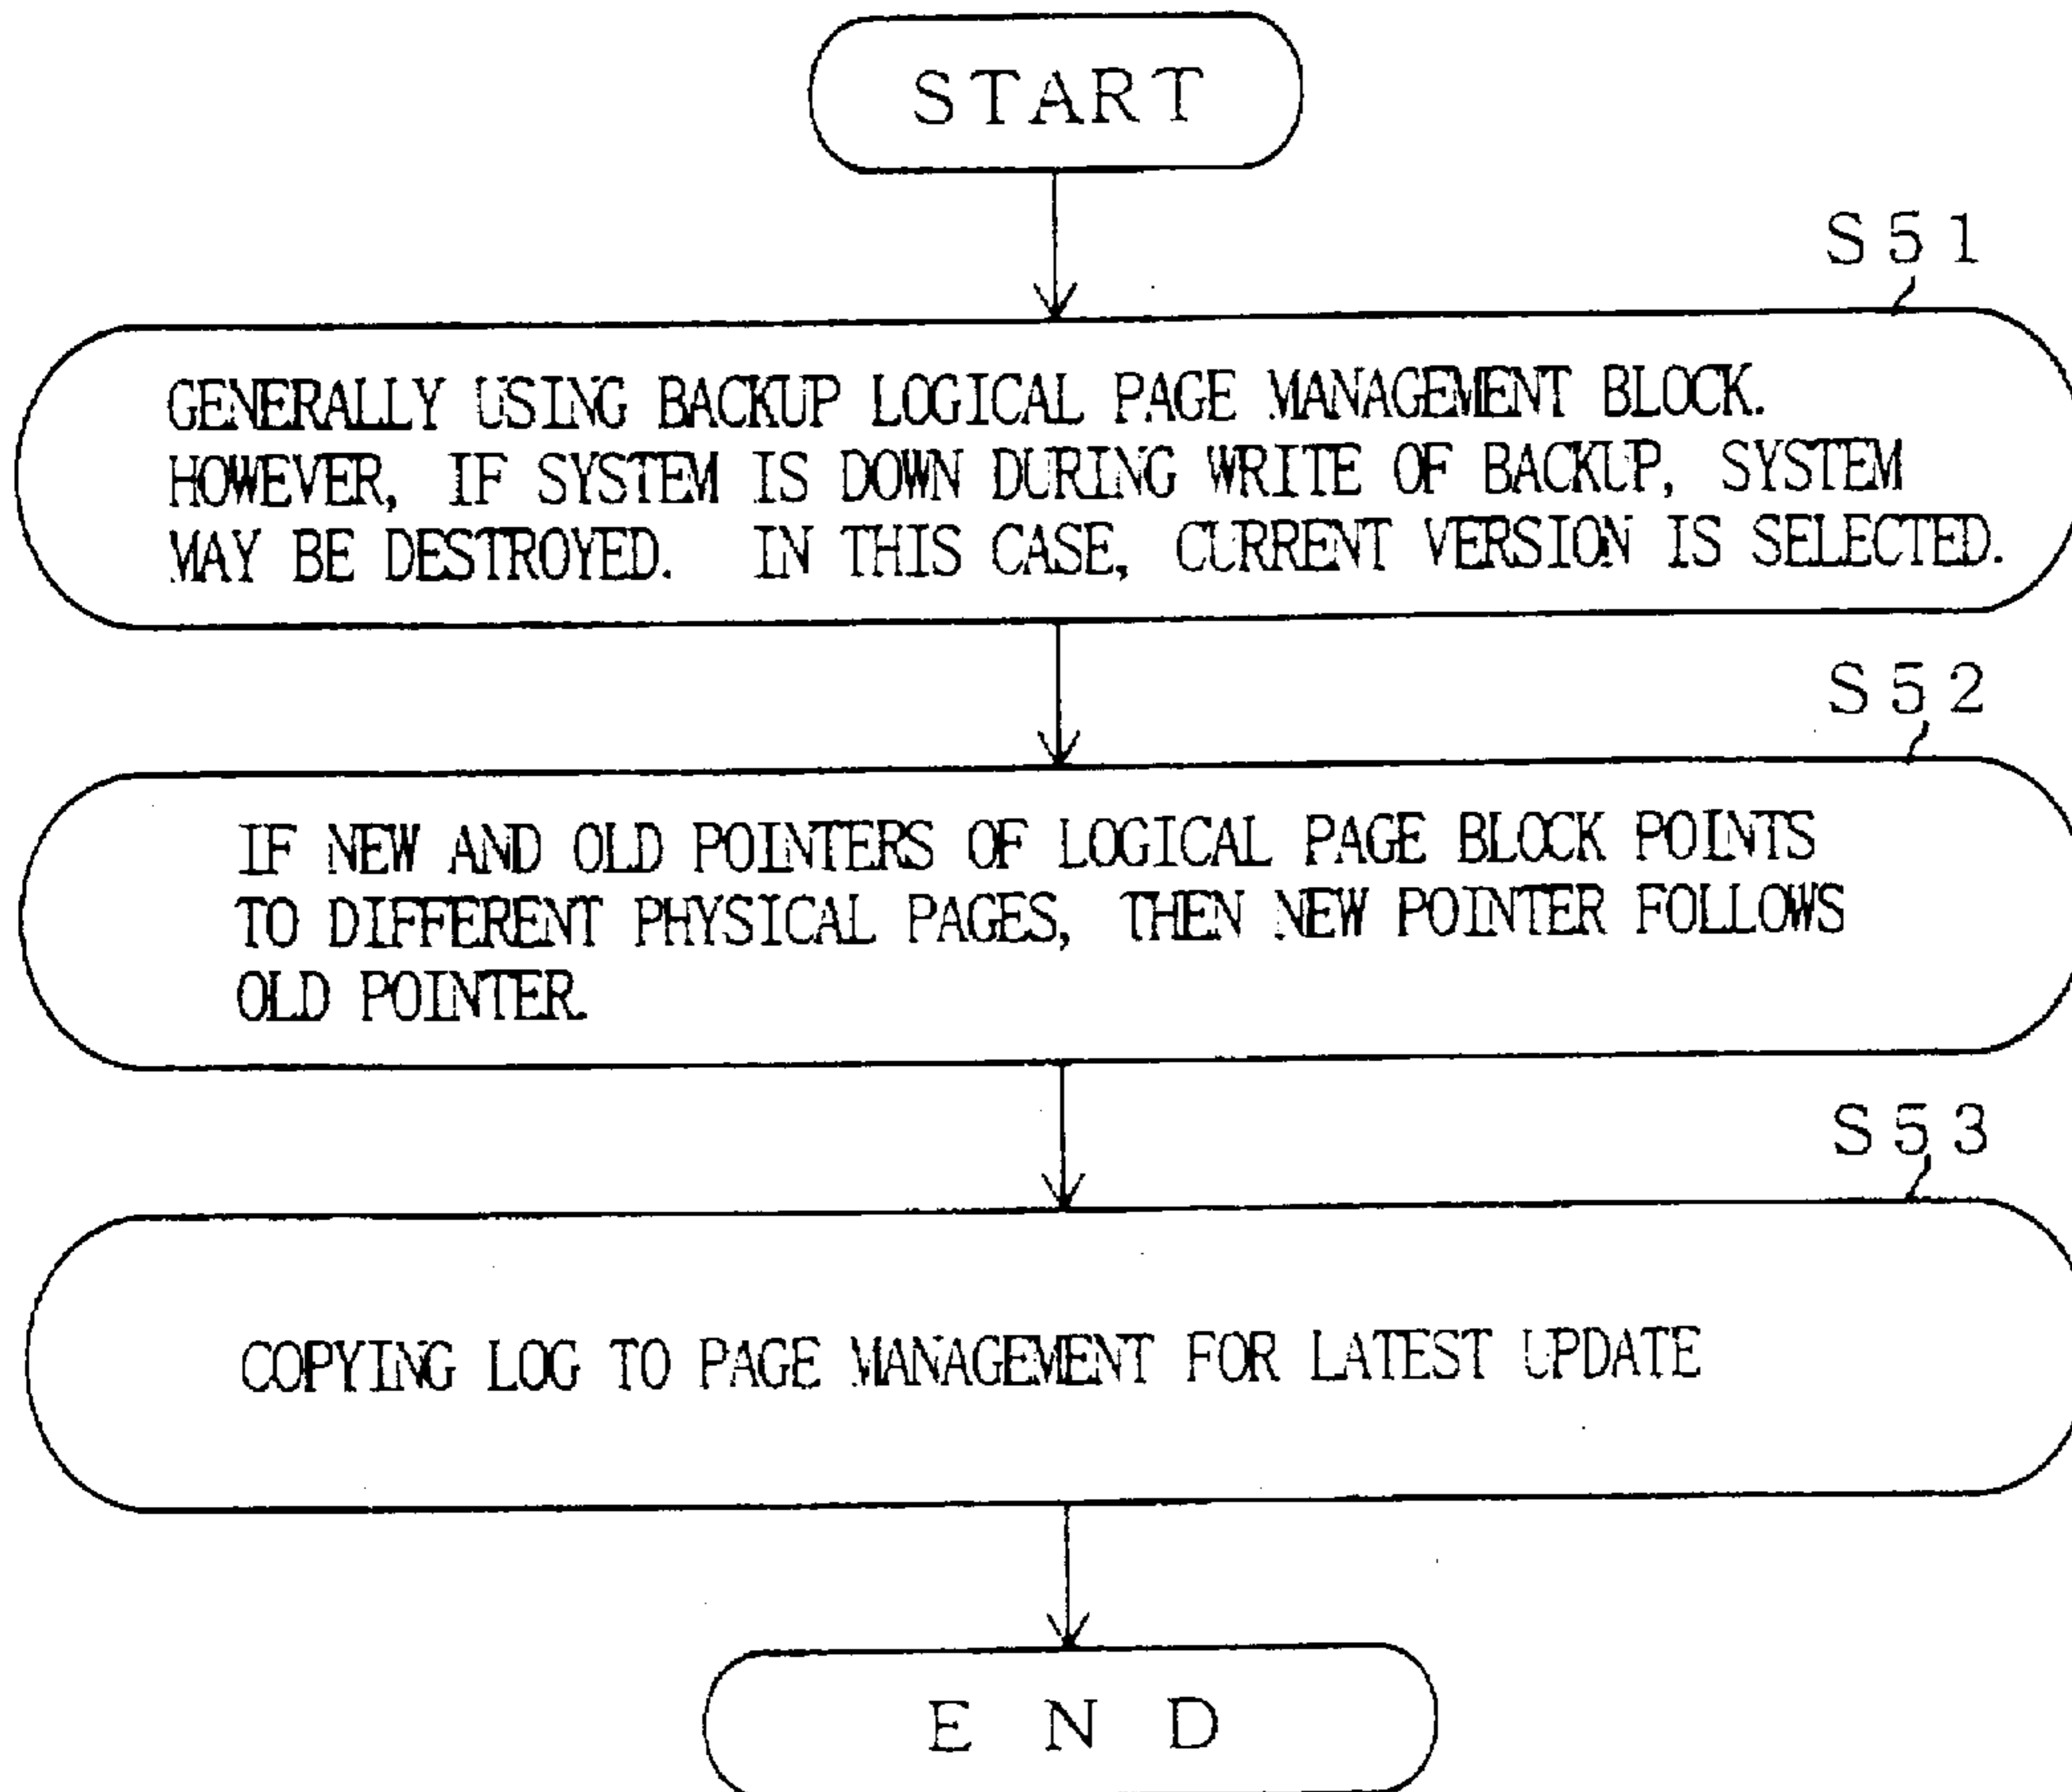 START
S51
GENERALLY USING BACKUP LOGICAL PAGE MANAGEMENT BLOCK.
HOWEVER, IF SYSTEM IS DOWN DURING WRITE OF BACKUP, SYSTEM
MAY BE DESTROYED. IN THIS CASE, CURRENT VERSION IS SELECTED.
S52
IF NEW AND OLD POINTERS OF LOGICAL PAGE BLOCK POINTS
TO DIFFERENT PHYSICAL PAGES, THEN NEW POINTER FOLLOWS
OLD POINTER.
S53
COPYING LOG TO PAGE MANAGEMENT FOR LATEST UPDATE
END